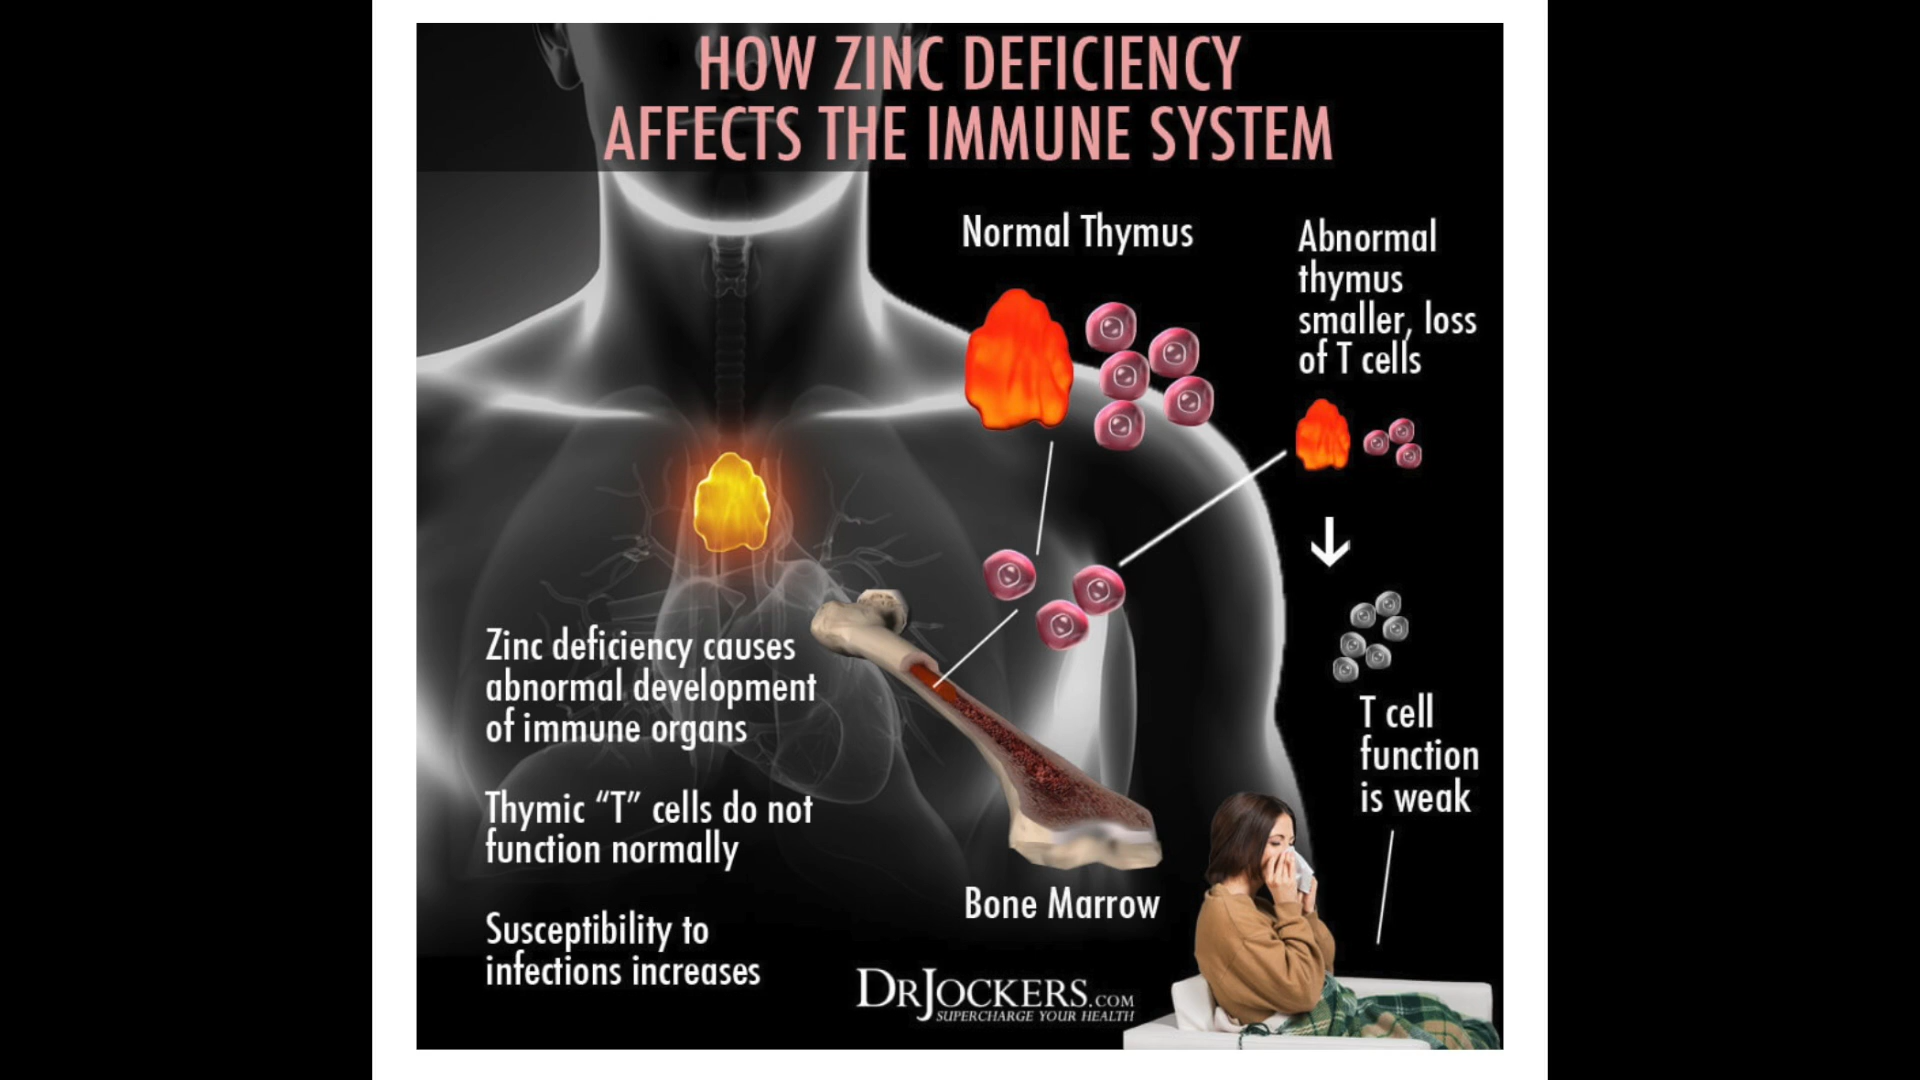 HOW ZINC DEFICIENCY
AFFECTS THE IMMUNE SYSTEM
Normal Thymus
Abnormal
thymus
smaller, loss
of T cells
Zinc deficiency causes
abnormal development
of immune organs
Thymic “T” cells do not
function normally
Susceptibility to
infections increases
T cell
function
is weak
Bone Marrow
DRJOCKERS.COM
SUPERCHARGE YOUR HEALTH